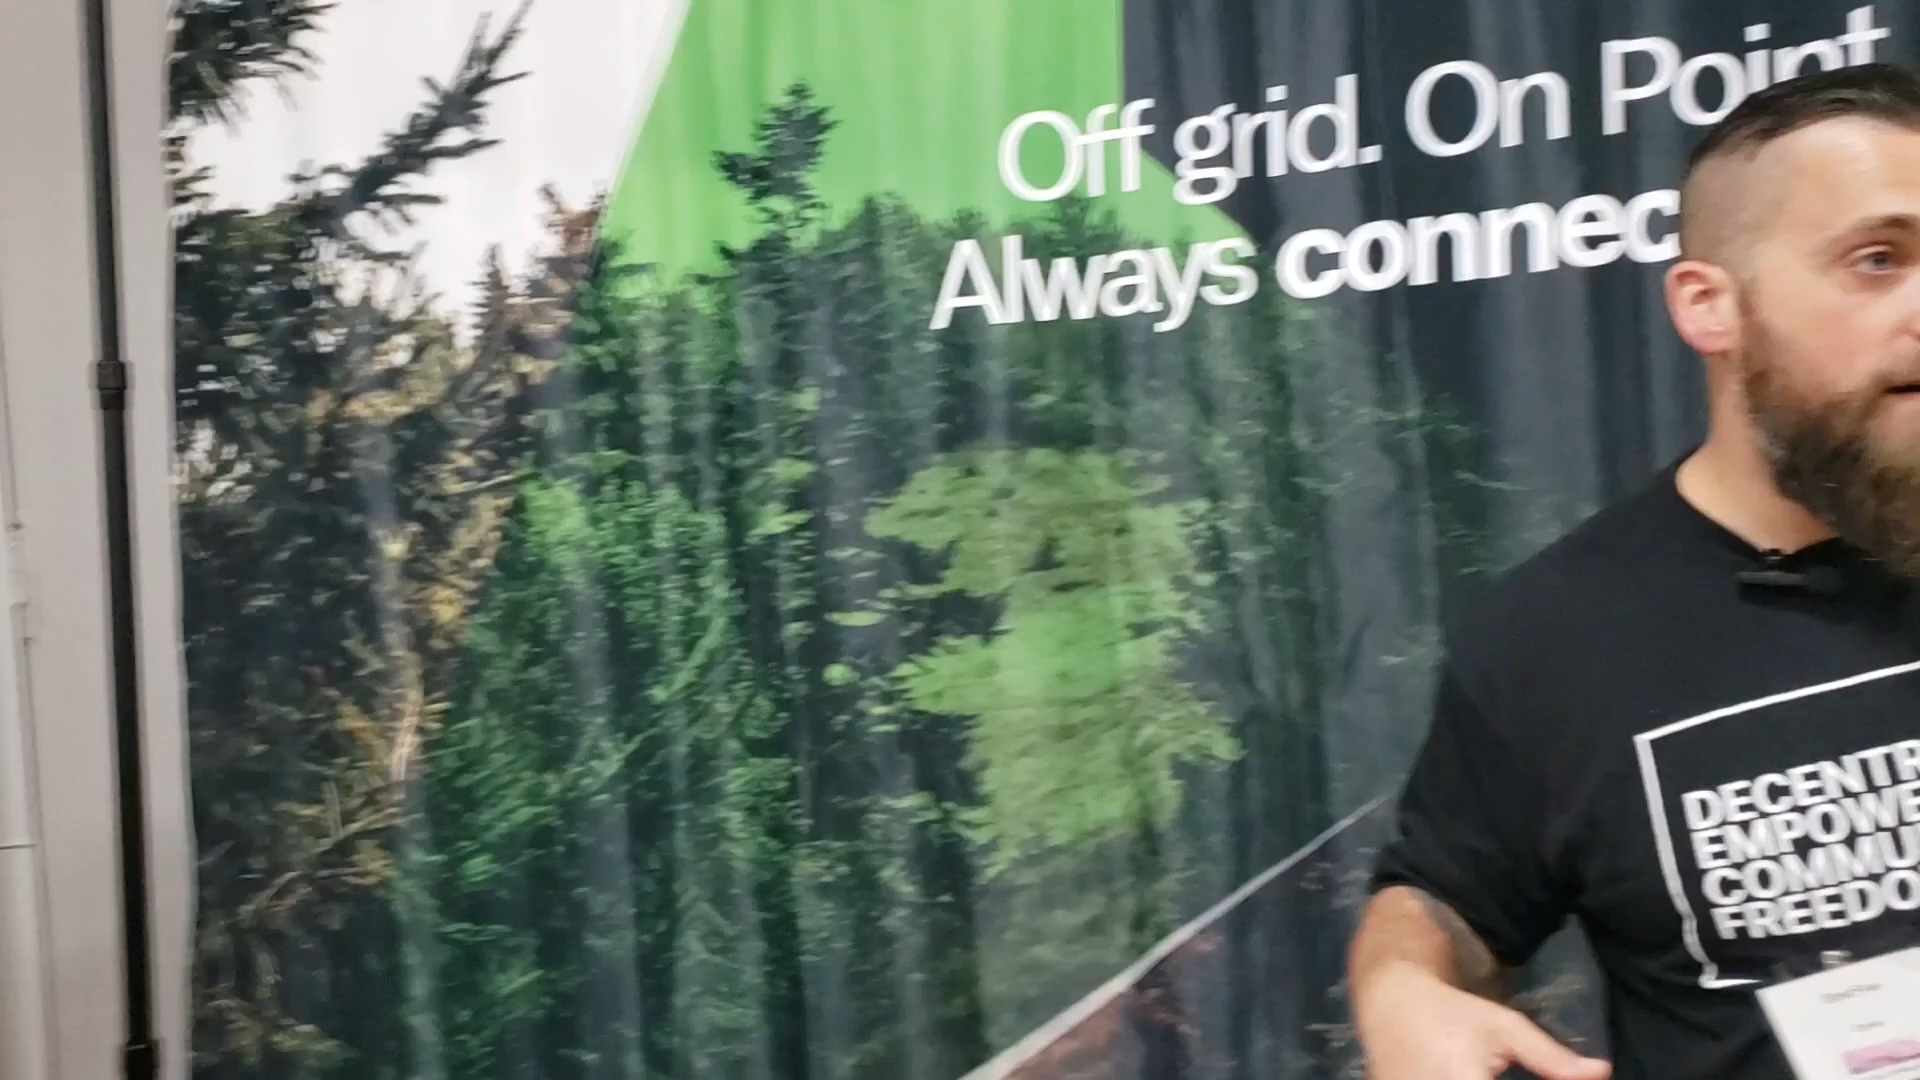 Off grid. On Point
Always connec
DECENTR
EMPOWE
COMMU
FREEDO